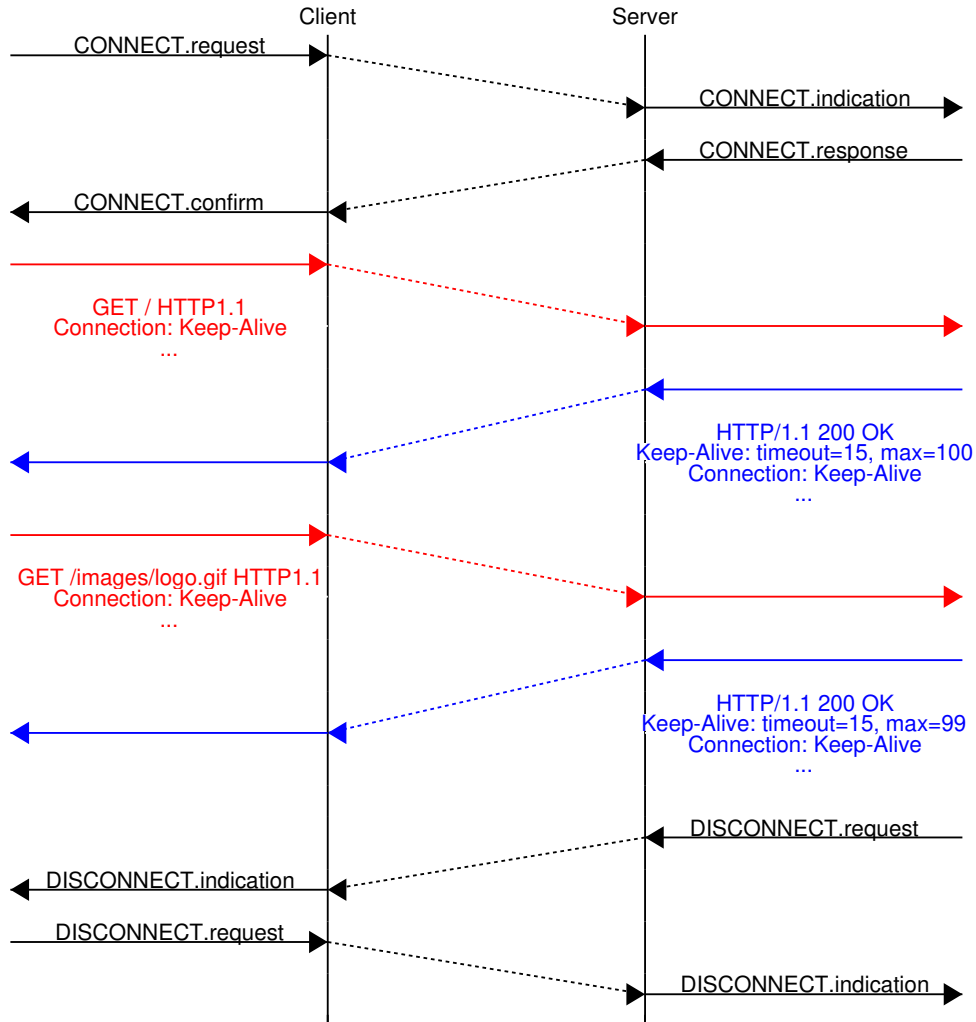 Client
Server
CONNECT.request
CONNECT.indication
CONNECT.response
CONNECT.confirm
GET / HTTP1.1
Connection: Keep-Alive
...
HTTP/1.1 200 OK
Keep-Alive: timeout=15, max=100
Connection: Keep-Alive
...
GET /images/logo.gif HTTP1.1
Connection: Keep-Alive
...
HTTP/1.1 200 OK
Keep-Alive: timeout=15, max=99
Connection: Keep-Alive
...
DISCONNECT.request
DISCONNECT.indication
DISCONNECT.request
DISCONNECT.indication